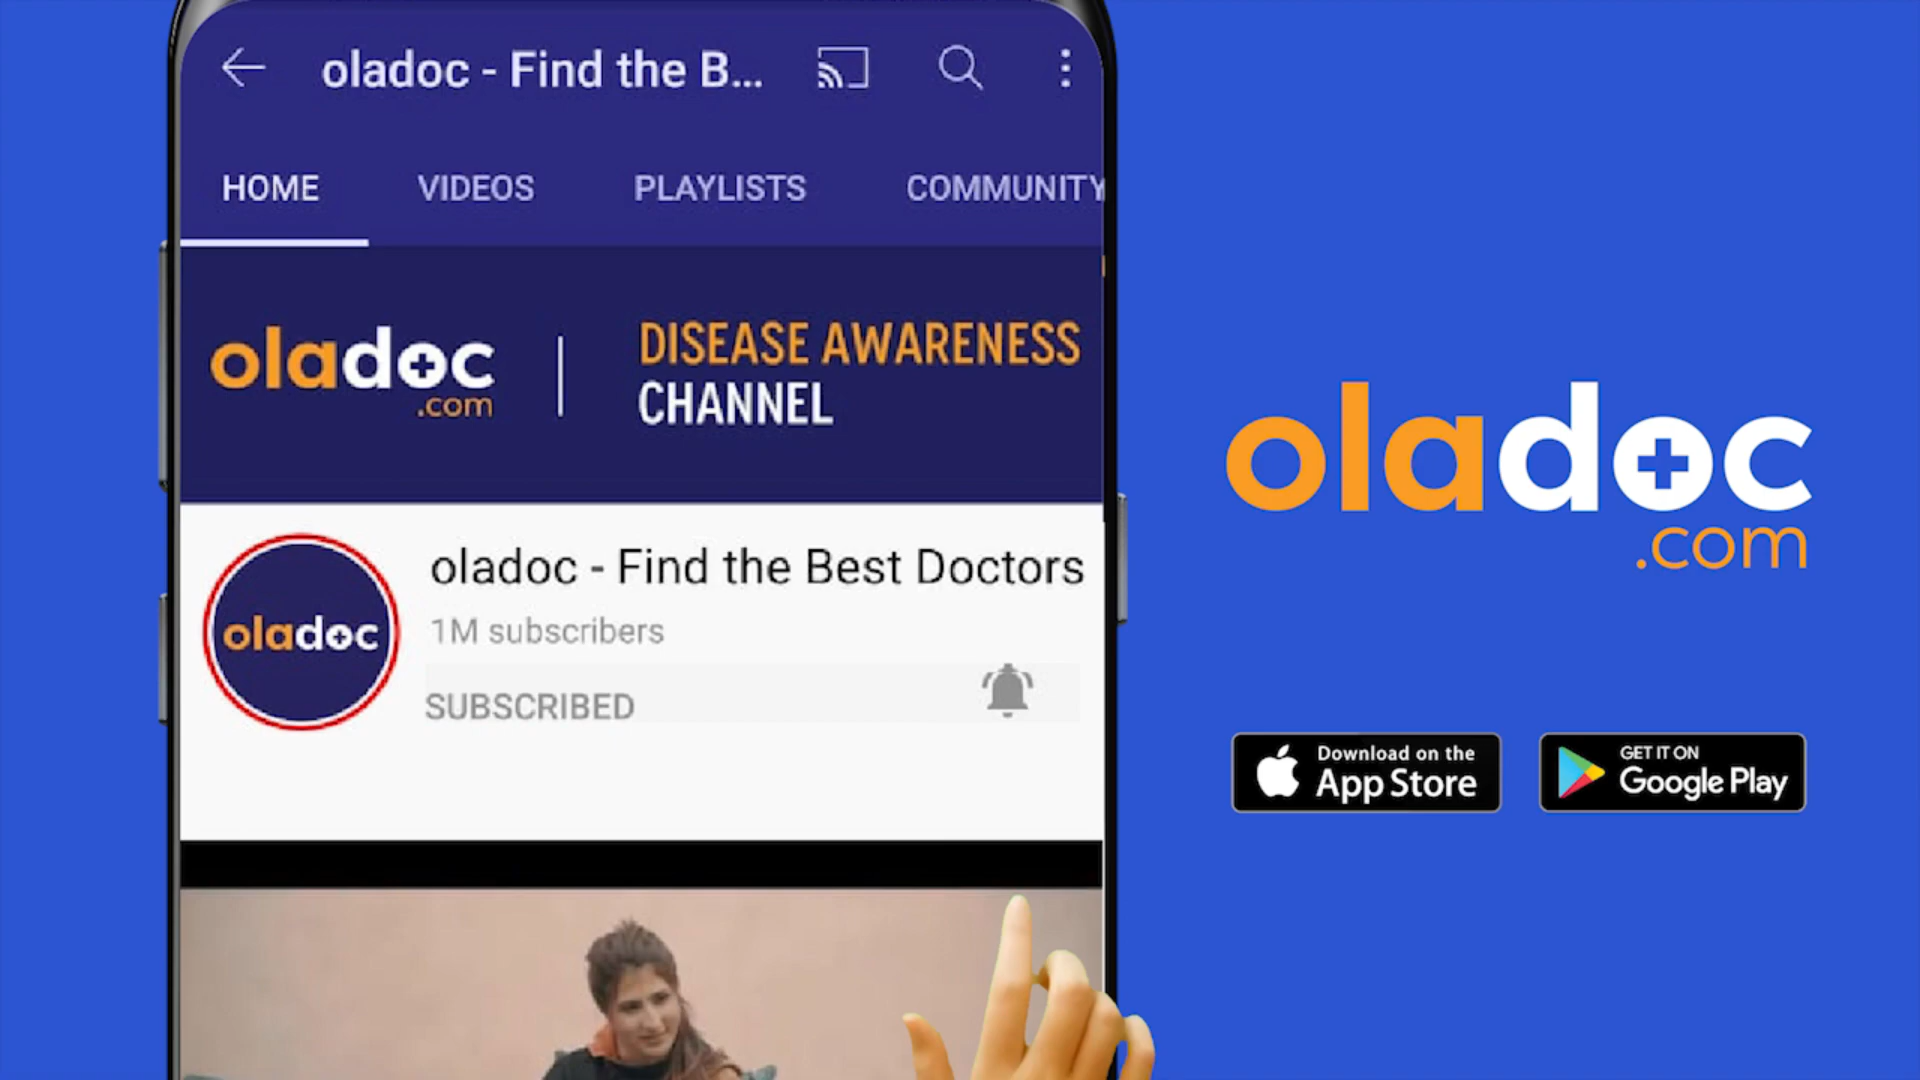 oladoc - Find the B...
HOME VIDEOS PLAYLISTS COMMUNITY
oladoc
.com
DISEASE AWARENESS
CHANNEL
oladoc
oladoc - Find the Best Doctors
1M subscribers
SUBSCRIBED
oladoc
.com
Download on the
App Store
GET IT ON
Google Play